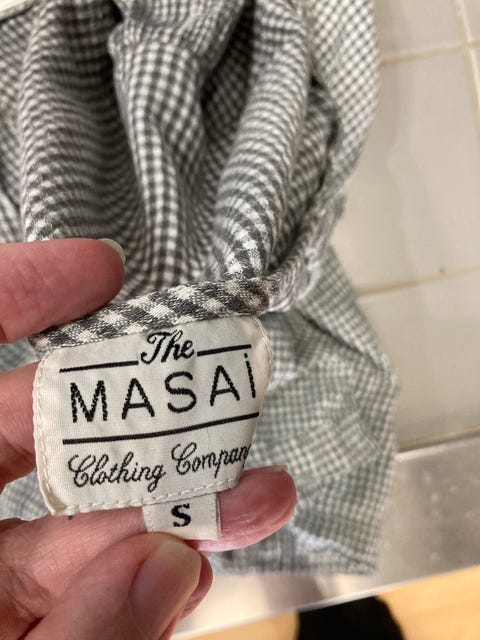 The
MASAi
Clothing Company
S